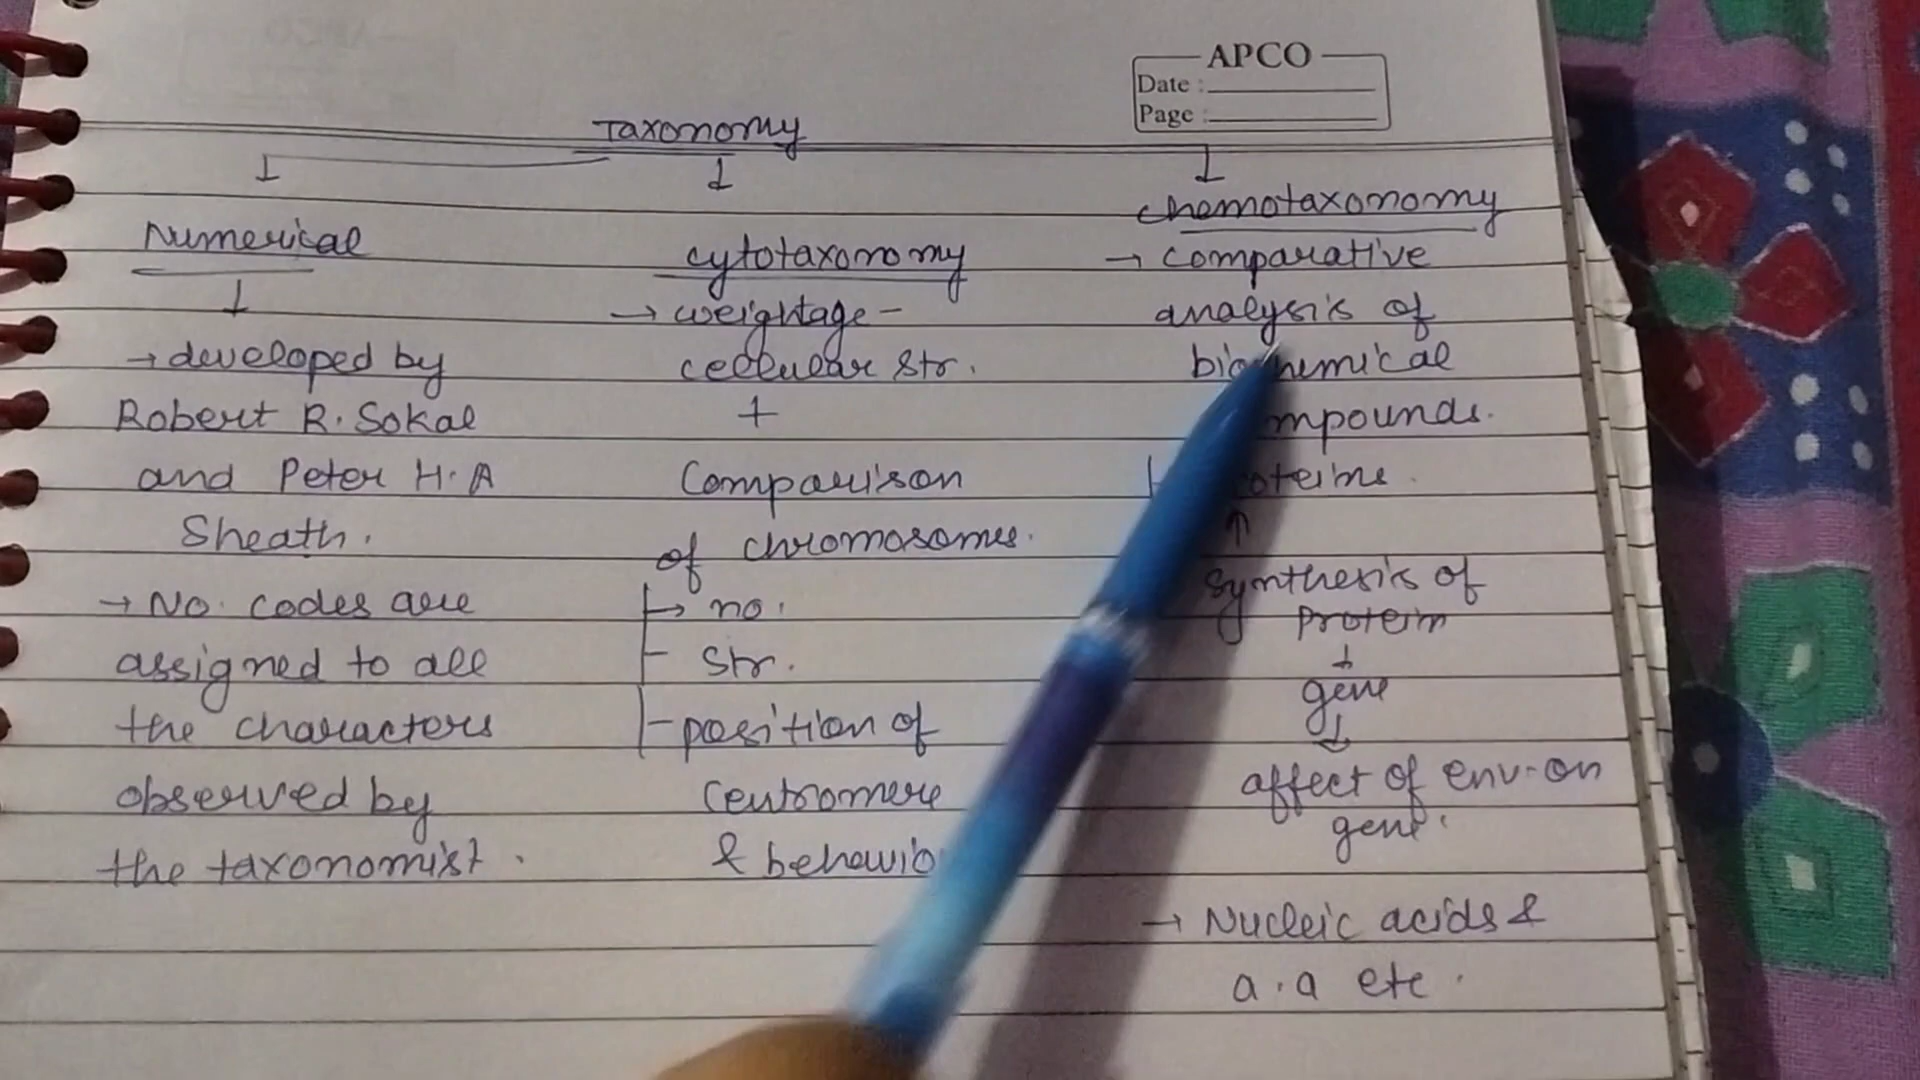 APCO
Date :
Page :
Taxonomy
Numerical
→ developed by
Robert R. Sokal
and Peter H.A
Sheath.
→ No. codes are
assigned to all
the characters
observed by
the taxonomist.
cytotaxonomy
→ weightage -
cellular str.
+
Comparison
of chromosomes.
→ no.
- str.
- position of
centromere
&
chemotaxonomy
→ comparative
analysis of
synthesis of
protein
gene
affect of env. on
gene.
→ Nucleic acids &
a.a etc.